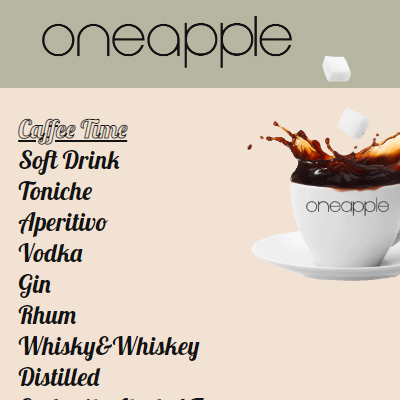 oneapple
Caffee Time
oneapple
Soft Drink
Toniche
Aperitivo
Vodka
Gin
Rhum
Whisky&Whiskey
Distilled